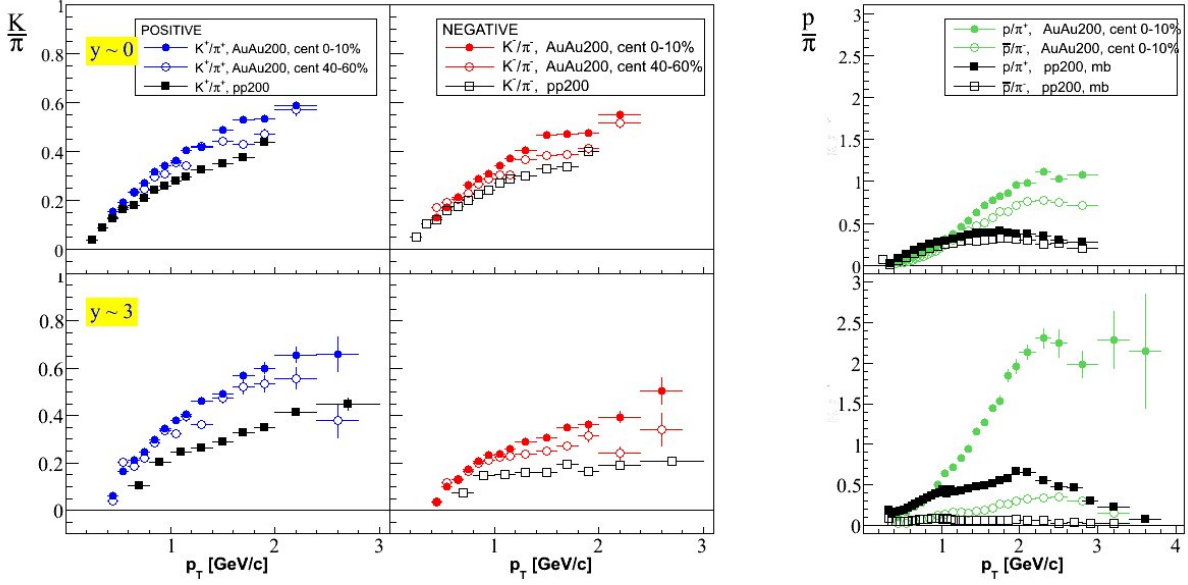 K/π
y ~ 0
POSITIVE
K⁺/π⁺, AuAu200, cent 0-10%
K⁺/π⁺, AuAu200, cent 40-60%
K⁺/π⁺, pp200
NEGATIVE
K⁻/π⁻, AuAu200, cent 0-10%
K⁻/π⁻, AuAu200, cent 40-60%
K⁻/π⁻, pp200
1
0.8
0.6
0.4
0.2
0
y ~ 3
1
0.8
0.6
0.4
0.2
0
1 2 3
1 2 3
p_T [GeV/c]
p_T [GeV/c]
p/π
p/π⁺, AuAu200, cent 0-10%
p̅/π⁻, AuAu200, cent 0-10%
p/π⁺, pp200, mb
p̅/π⁻, pp200, mb
3
2.5
2
1.5
1
0.5
0
3
2.5
2
1.5
1
0.5
0
1 2 3 4
p_T [GeV/c]